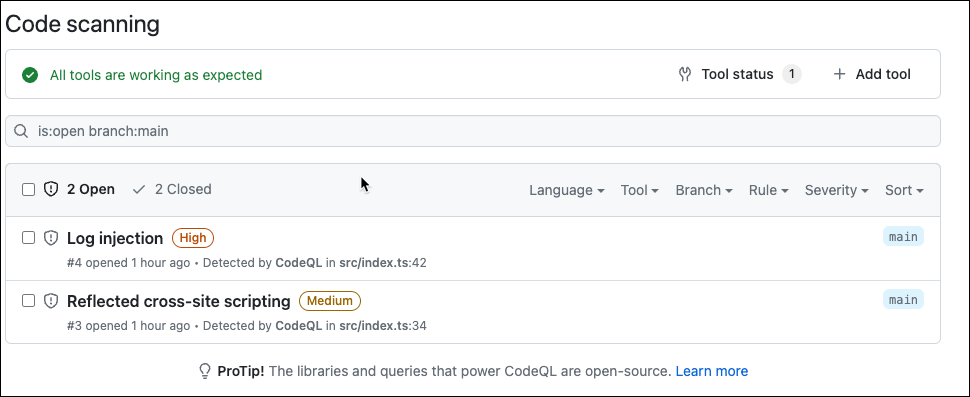 Code scanning
All tools are working as expected Tool status 1 Add tool
is:open branch:main
2 Open 2 Closed Language Tool Branch Rule Severity Sort
Log injection High main
#4 opened 1 hour ago • Detected by CodeQL in src/index.ts:42
Reflected cross-site scripting Medium main
#3 opened 1 hour ago • Detected by CodeQL in src/index.ts:34
ProTip! The libraries and queries that power CodeQL are open-source. Learn more